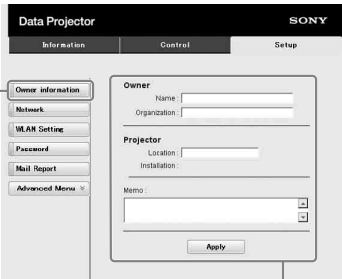 Data Projector SONY
Information Control Setup
Owner information
Network
WLAN Setting
Password
Mail Report
Advanced Menu
Owner
Name :
Organization :
Projector
Location :
Installation :
Memo :
Apply